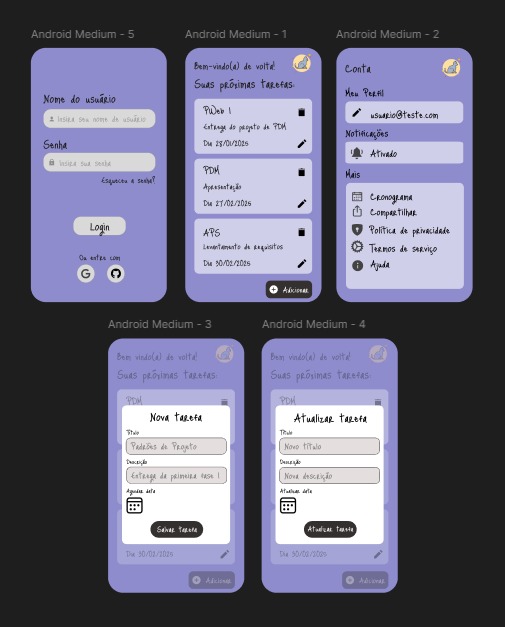 Android Medium - 5
Nome do usuário
Insira seu nome de usuário
Senha
Insira sua senha
Esqueceu a senha?
Login
Ou entre com
G
Android Medium - 1
Bem-vindo(a) de volta!
Suas próximas tarefas:
PWeb 1
Entrega do projeto de PDM
Dia 28/01/2025
PDM
Apresentação
Dia 27/02/2025
APS
Levantamento de requisitos
Dia 30/02/2025
Adicionar
Android Medium - 2
Conta
Meu Perfil
usuario@teste.com
Notificações
Ativado
Mais
Cronograma
Compartilhar
Política de privacidade
Termos de serviço
Ajuda
Android Medium - 3
Bem vindo(a) de volta!
Suas próximas tarefas:
PDM
Nova tarefa
Título
Padrões de Projeto
Descrição
Entrega da primeira fase |
Agendar data
Salvar tarefa
Dia 30/02/2025
Adicionar
Android Medium - 4
Bem vindo(a) de volta!
Suas próximas tarefas:
PDM
Atualizar tarefa
Título
Novo título
Descrição
Nova descrição
Atualizar data
Atualizar tarefa
Dia 30/02/2025
Adicionar